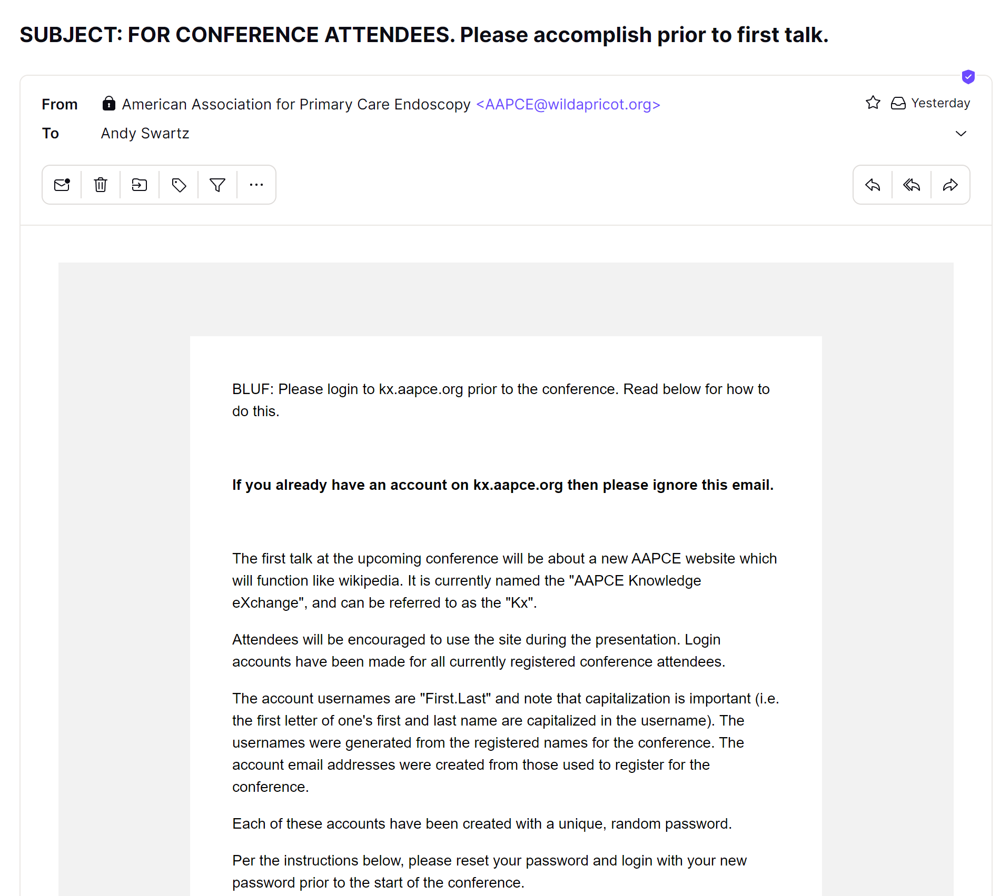 SUBJECT: FOR CONFERENCE ATTENDEES. Please accomplish prior to first talk.
From American Association for Primary Care Endoscopy <AAPCE@wildapricot.org> Yesterday
To Andy Swartz
BLUF: Please login to kx.aapce.org prior to the conference. Read below for how to
do this.
If you already have an account on kx.aapce.org then please ignore this email.
The first talk at the upcoming conference will be about a new AAPCE website which
will function like wikipedia. It is currently named the "AAPCE Knowledge
eXchange", and can be referred to as the "Kx".
Attendees will be encouraged to use the site during the presentation. Login
accounts have been made for all currently registered conference attendees.
The account usernames are "First.Last" and note that capitalization is important (i.e.
the first letter of one's first and last name are capitalized in the username). The
usernames were generated from the registered names for the conference. The
account email addresses were created from those used to register for the
conference.
Each of these accounts have been created with a unique, random password.
Per the instructions below, please reset your password and login with your new
password prior to the start of the conference.